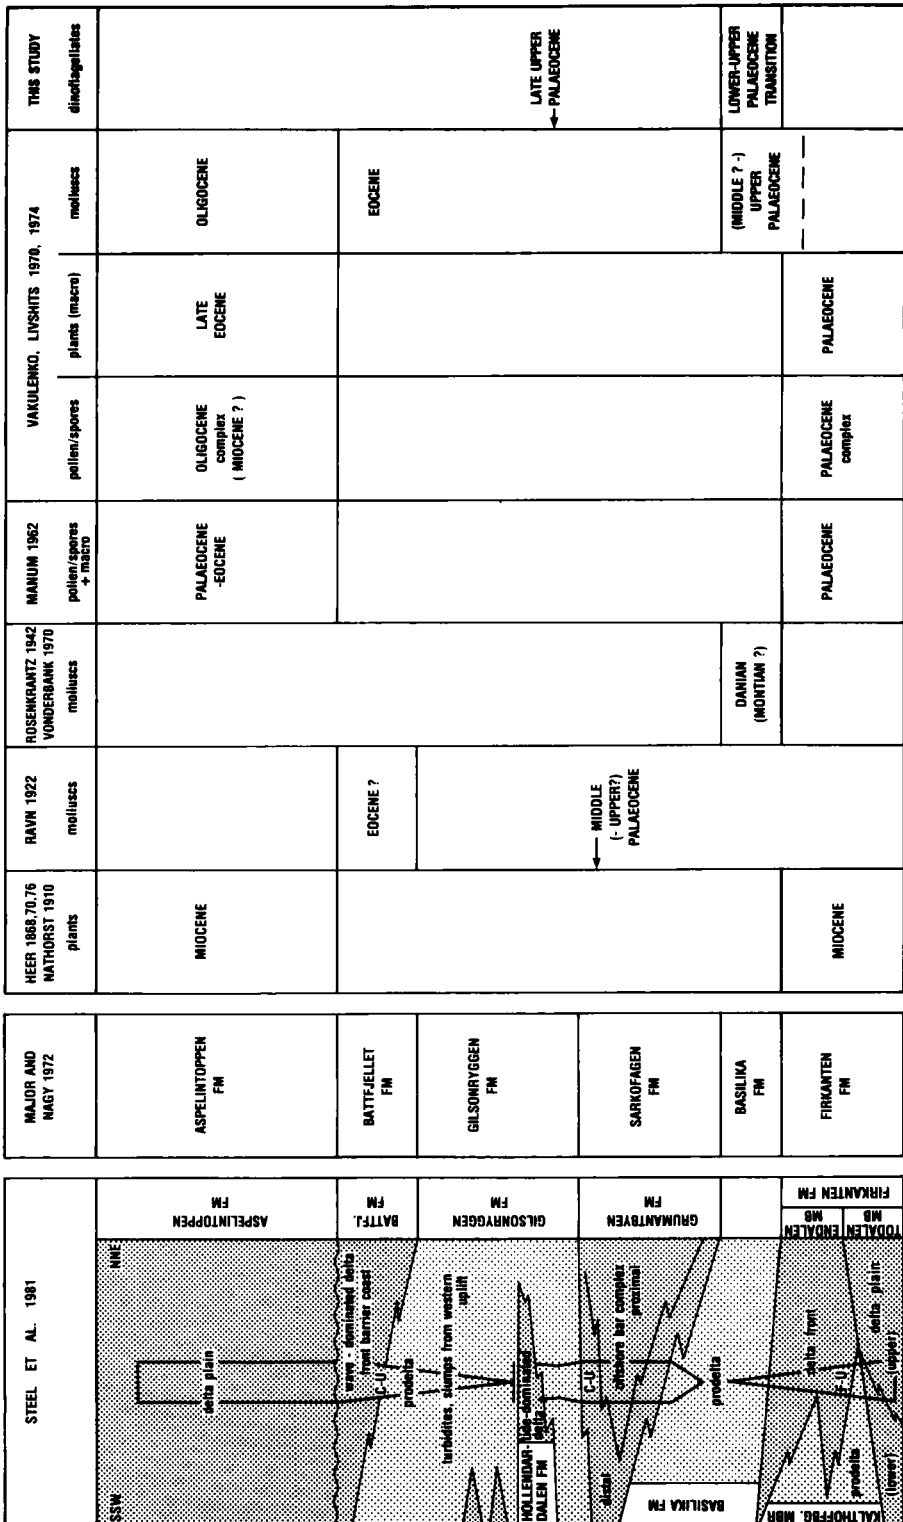 STEEL ET AL. 1981
MAJOR AND
NAGY 1972
HEER 1868,70,76
NATHORST 1910
plants
RAVN 1922
molluscs
ROSENKRANTZ 1942
VONDERBANK 1970
molluscs
MANUM 1962
pollen/spores
+ macro
VAKULENKO, LIVSHITS 1970, 1974
pollen/spores
plants (macro)
molluscs
THIS STUDY
dinoflagellates
SSW
NNE
delta plain
ASPELINTOPPEN
FM
ASPELINTOPPEN
FM
MIOCENE
PALAEOCENE
-EOCENE
OLIGOCENE
complex
( MIOCENE ? )
LATE
EOCENE
OLIGOCENE
wave - dominated delta
front barrier coast
C-U
prodelta
BATTFJ.
FM
BATTFJELLET
FM
EOCENE ?
EOCENE
turbidites, slumps from western
uplift
GILSONRYGGEN
FM
GILSONRYGGEN
FM
HOLLENDAR-
DALEN FM
tide-dominated
delta
MIDDLE
(- UPPER?)
PALAEOCENE
LATE UPPER
PALAEOCENE
distal
C-U
offshore bar complex
proximal
GRUMANTBYEN
FM
SARKOFAGEN
FM
BASILIKA FM
prodelta
BASILIKA
FM
DANIAN
(MONTIAN ?)
(MIDDLE ? -)
UPPER
PALAEOCENE
LOWER-UPPER
PALAEOCENE
TRANSITION
KALTHOFFBG. MBR
prodelta
(lower)
delta front
F-U
delta plain
(upper)
ENDALEN
MB
TODALEN
MB
FIRKANTEN FM
FIRKANTEN
FM
MIOCENE
PALAEOCENE
PALAEOCENE
complex
PALAEOCENE